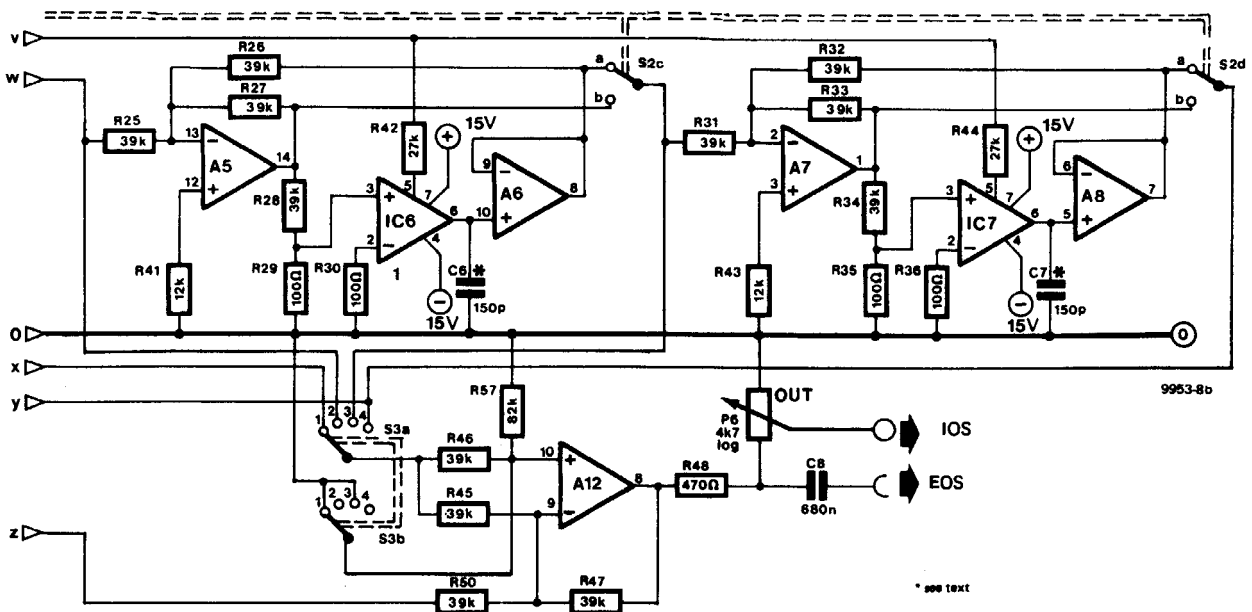 v
w
R26
39k
R27
39k
R25
39k
13
–
A5
14
12
+
R28
39k
R41
12k
R29
100Ω
R30
100Ω
1
R42
27k
+
15V
5
7
3
+
IC6
6
2
–
4
–
15V
C6 *
150p
9
–
A6
8
10
+
a
S2c
b
R31
39k
R32
39k
R33
39k
2
–
A7
1
3
+
R34
39k
R43
12k
R35
100Ω
R36
100Ω
R44
27k
+
15V
5
7
3
+
IC7
6
2
–
4
–
15V
C7 *
150p
6
–
A8
7
5
+
a
S2d
b
0
0
x
y
9953-8b
1
2
3
4
S3a
1
2
3
4
S3b
R57
82k
R46
39k
R45
39k
10
+
A12
8
9
–
R48
470Ω
P6
4k7
log
OUT
IOS
C8
680n
EOS
z
R50
39k
R47
39k
* see text